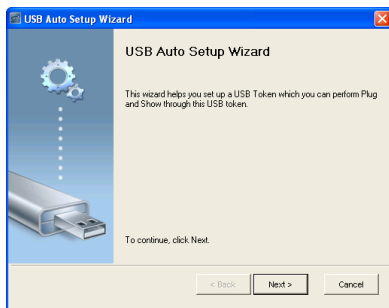 USB Auto Setup Wizard
USB Auto Setup Wizard
This wizard helps you set up a USB Token which you can perform Plug
and Show through this USB token.
To continue, click Next.
< Back
Next >
Cancel